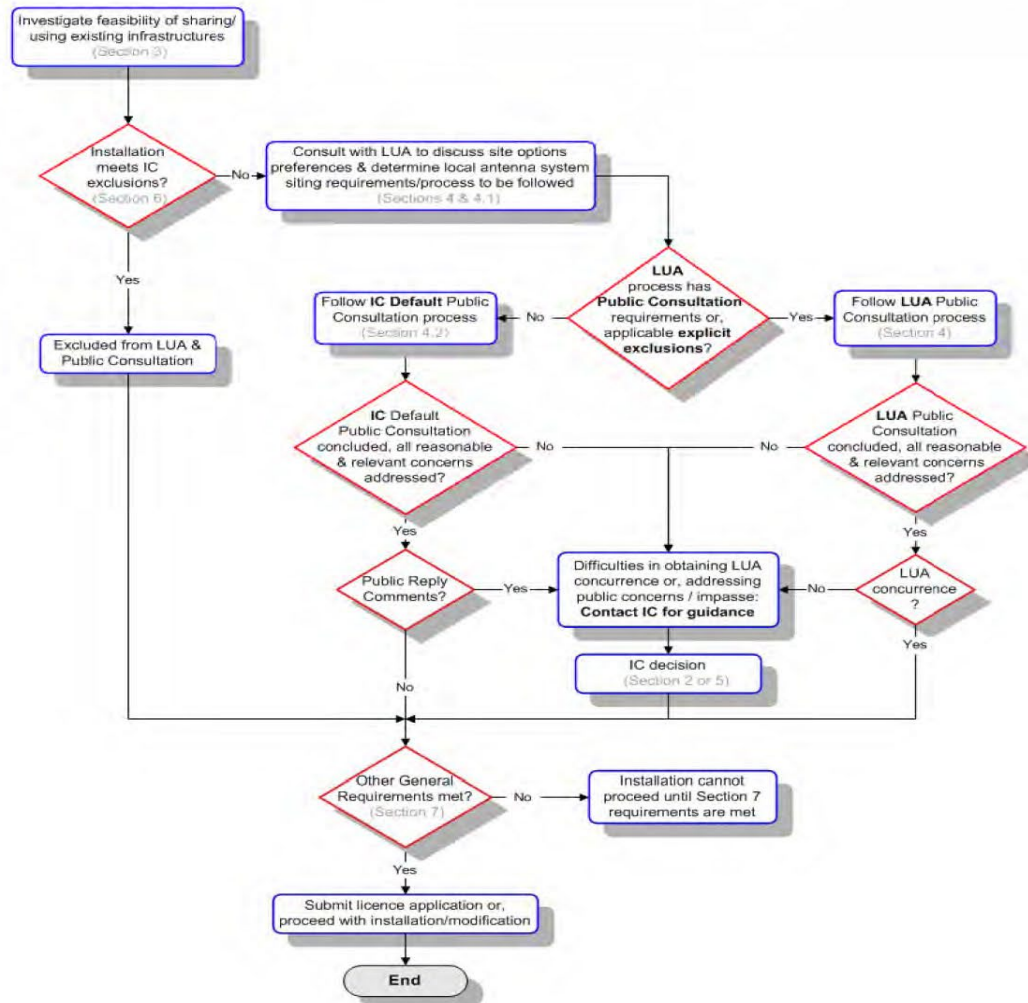 Investigate feasibility of sharing/
using existing infrastructures
(Section 3)
Installation
meets IC
exclusions?
(Section 6)
No
Consult with LUA to discuss site options
preferences & determine local antenna system
siting requirements/process to be followed
(Sections 4 & 4.1)
Yes
Excluded from LUA &
Public Consultation
LUA
process has
Public Consultation
requirements or,
applicable explicit
exclusions?
No
Follow IC Default Public
Consultation process
(Section 4.2)
Yes
Follow LUA Public
Consultation process
(Section 4)
IC Default
Public Consultation
concluded, all reasonable
& relevant concerns
addressed?
No
No
LUA Public
Consultation
concluded, all reasonable
& relevant concerns
addressed?
Yes
Yes
Public Reply
Comments?
Yes
Difficulties in obtaining LUA
concurrence or, addressing
public concerns / impasse:
Contact IC for guidance
No
LUA
concurrence
?
Yes
IC decision
(Section 2 or 5)
No
Other General
Requirements met?
(Section 7)
No
Installation cannot
proceed until Section 7
requirements are met
Yes
Submit licence application or,
proceed with installation/modification
End